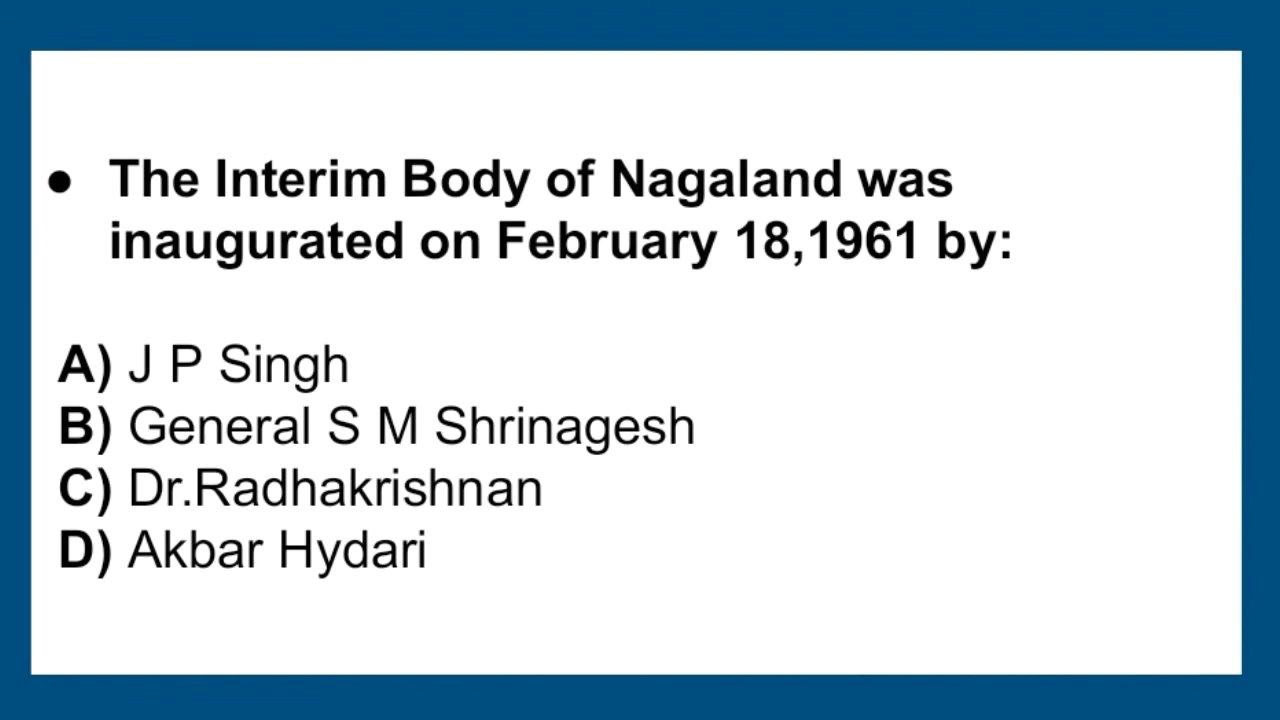 ● The Interim Body of Nagaland was
inaugurated on February 18,1961 by:
A) J P Singh
B) General S M Shrinagesh
C) Dr.Radhakrishnan
D) Akbar Hydari